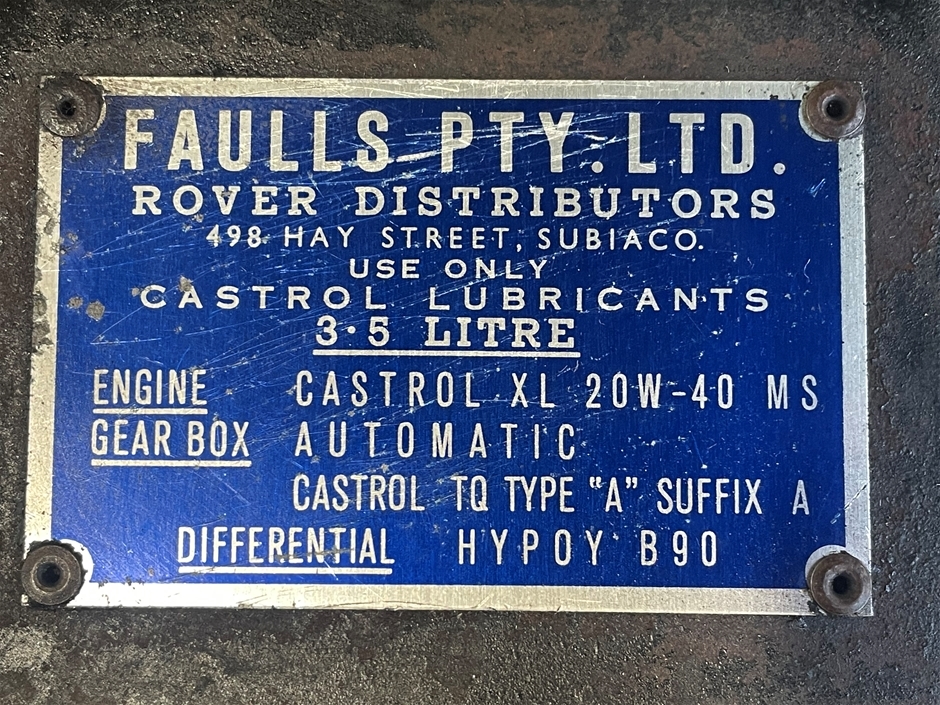 FAULLS PTY. LTD.
ROVER DISTRIBUTORS
498 HAY STREET, SUBIACO.
USE ONLY
CASTROL LUBRICANTS
3·5 LITRE
ENGINE CASTROL XL 20W-40 MS
GEAR BOX AUTOMATIC
CASTROL TQ TYPE "A" SUFFIX A
DIFFERENTIAL HYPOY B90